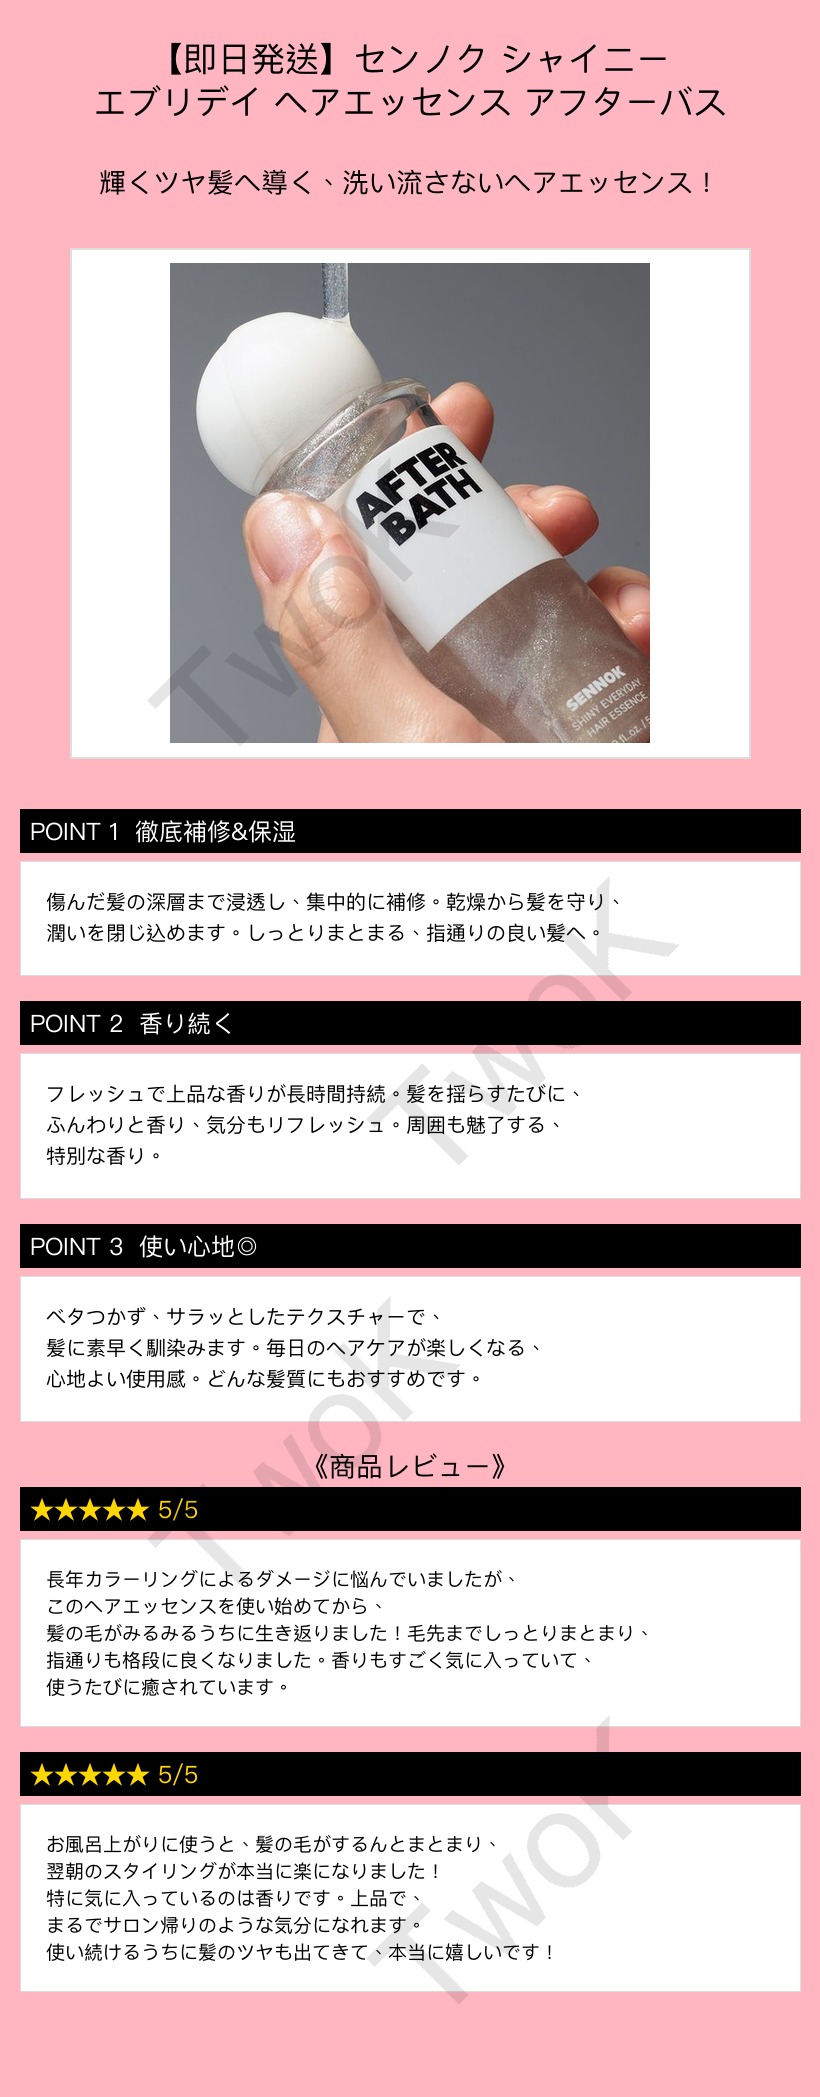 【即日発送】センノク シャイニー
エブリデイ ヘアエッセンス アフターバス
輝くツヤ髪へ導く、洗い流さないヘアエッセンス！
AFTER
BATH
SENNOK
SHINY EVERYDAY
HAIR ESSENCE
fl.oz./5
TwoK
POINT 1 徹底補修&保湿
傷んだ髪の深層まで浸透し、集中的に補修。乾燥から髪を守り、
潤いを閉じ込めます。しっとりまとまる、指通りの良い髪へ。
TwoK
POINT 2 香り続く
フレッシュで上品な香りが長時間持続。髪を揺らすたびに、
ふんわりと香り、気分もリフレッシュ。周囲も魅了する、
特別な香り。
POINT 3 使い心地◎
ベタつかず、サラッとしたテクスチャーで、
髪に素早く馴染みます。毎日のヘアケアが楽しくなる、
心地よい使用感。どんな髪質にもおすすめです。
TwoK
《商品レビュー》
★★★★★ 5/5
長年カラーリングによるダメージに悩んでいましたが、
このヘアエッセンスを使い始めてから、
髪の毛がみるみるうちに生き返りました！毛先までしっとりまとまり、
指通りも格段に良くなりました。香りもすごく気に入っていて、
使うたびに癒されています。
★★★★★ 5/5
お風呂上がりに使うと、髪の毛がするんとまとまり、
翌朝のスタイリングが本当に楽になりました！
特に気に入っているのは香りです。上品で、
まるでサロン帰りのような気分になれます。
使い続けるうちに髪のツヤも出てきて、本当に嬉しいです！
TwoK